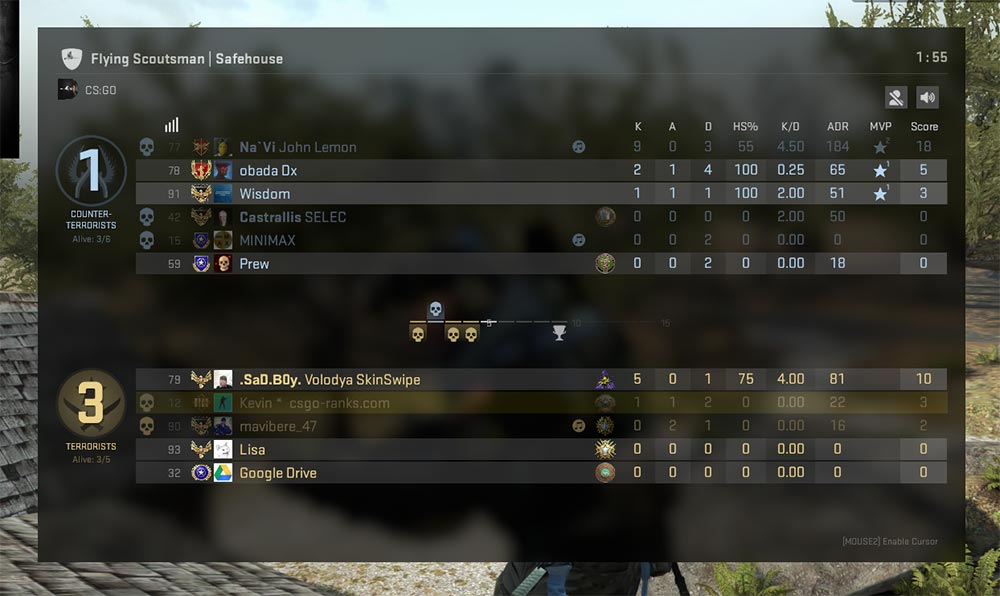 Flying Scoutsman | Safehouse 1:55
CS:GO
K A D HS% K/D ADR MVP Score
77 Na`Vi John Lemon 9 0 3 55 4.50 184 2 18
78 obada Dx 2 1 4 100 0.25 65 1 5
91 Wisdom 1 1 1 100 2.00 51 1 3
42 Castrallis SELEC 0 0 0 0 2.00 50 0
15 MINIMAX 0 0 2 0 0.00 0 0
59 Prew 0 0 2 0 0.00 18 0
1
COUNTER-
TERRORISTS
Alive: 3/6
5 10 15
79 .SaD.B0y. Volodya SkinSwipe 5 0 1 75 4.00 81 10
12 Kevin * csgo-ranks.com 1 1 2 0 0.00 22 3
90 mavibere_47 0 2 1 0 0.00 16 2
93 Lisa 0 0 0 0 0.00 0 0
32 Google Drive 0 0 0 0 0.00 0 0
3
TERRORISTS
Alive: 3/5
[MOUSE2] Enable Cursor